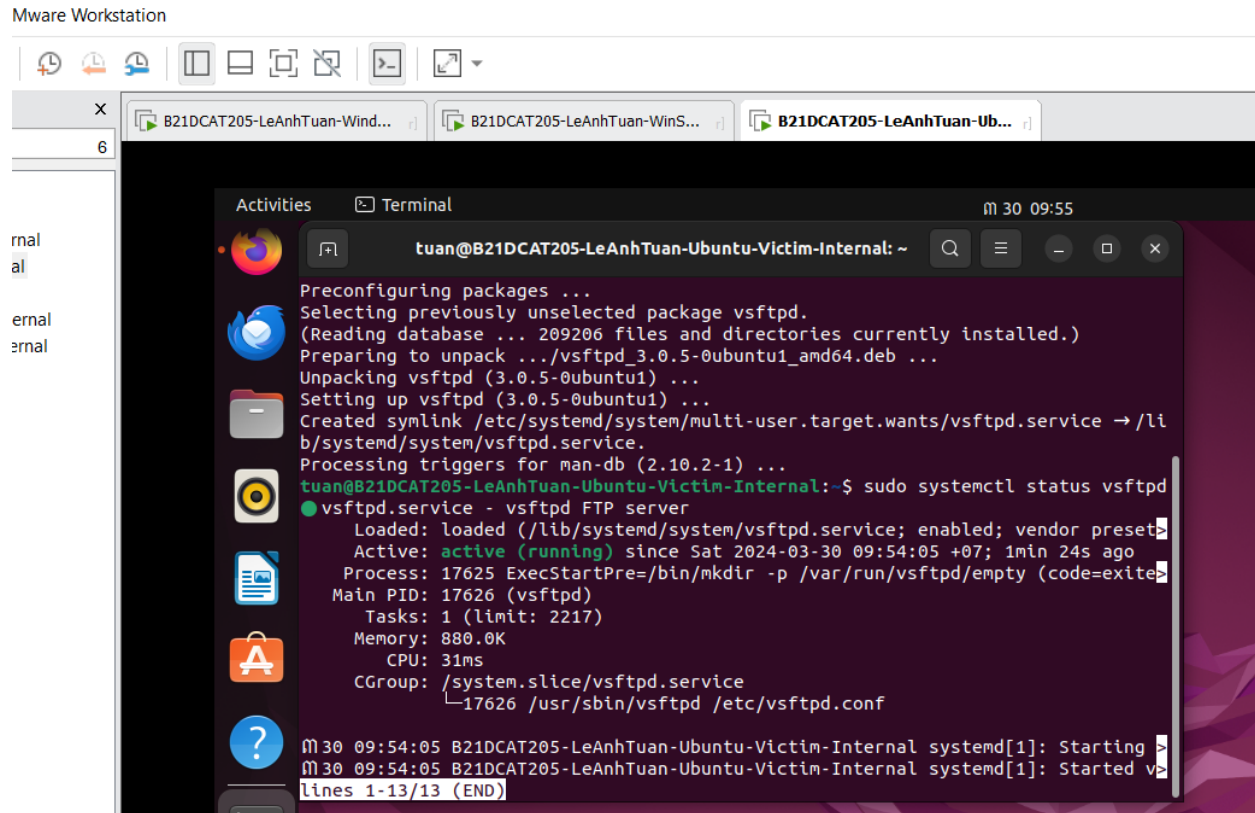 Mware Workstation
X
B21DCAT205-LeAnhTuan-Wind...
B21DCAT205-LeAnhTuan-WinS...
B21DCAT205-LeAnhTuan-Ub...
6
rnal
al
ernal
ernal
Activities
Terminal
30 09:55
tuan@B21DCAT205-LeAnhTuan-Ubuntu-Victim-Internal: ~
Preconfiguring packages ...
Selecting previously unselected package vsftpd.
(Reading database ... 209206 files and directories currently installed.)
Preparing to unpack .../vsftpd_3.0.5-0ubuntu1_amd64.deb ...
Unpacking vsftpd (3.0.5-0ubuntu1) ...
Setting up vsftpd (3.0.5-0ubuntu1) ...
Created symlink /etc/systemd/system/multi-user.target.wants/vsftpd.service → /li
b/systemd/system/vsftpd.service.
Processing triggers for man-db (2.10.2-1) ...
tuan@B21DCAT205-LeAnhTuan-Ubuntu-Victim-Internal:~$ sudo systemctl status vsftpd
● vsftpd.service - vsftpd FTP server
Loaded: loaded (/lib/systemd/system/vsftpd.service; enabled; vendor preset>
Active: active (running) since Sat 2024-03-30 09:54:05 +07; 1min 24s ago
Process: 17625 ExecStartPre=/bin/mkdir -p /var/run/vsftpd/empty (code=exite>
Main PID: 17626 (vsftpd)
Tasks: 1 (limit: 2217)
Memory: 880.0K
CPU: 31ms
CGroup: /system.slice/vsftpd.service
└─17626 /usr/sbin/vsftpd /etc/vsftpd.conf
30 09:54:05 B21DCAT205-LeAnhTuan-Ubuntu-Victim-Internal systemd[1]: Starting >
30 09:54:05 B21DCAT205-LeAnhTuan-Ubuntu-Victim-Internal systemd[1]: Started v>
lines 1-13/13 (END)